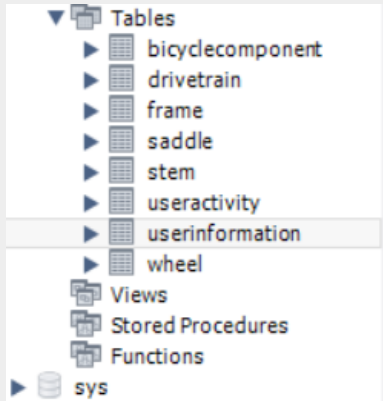 Tables
bicyclecomponent
drivetrain
frame
saddle
stem
useractivity
userinformation
wheel
Views
Stored Procedures
Functions
sys